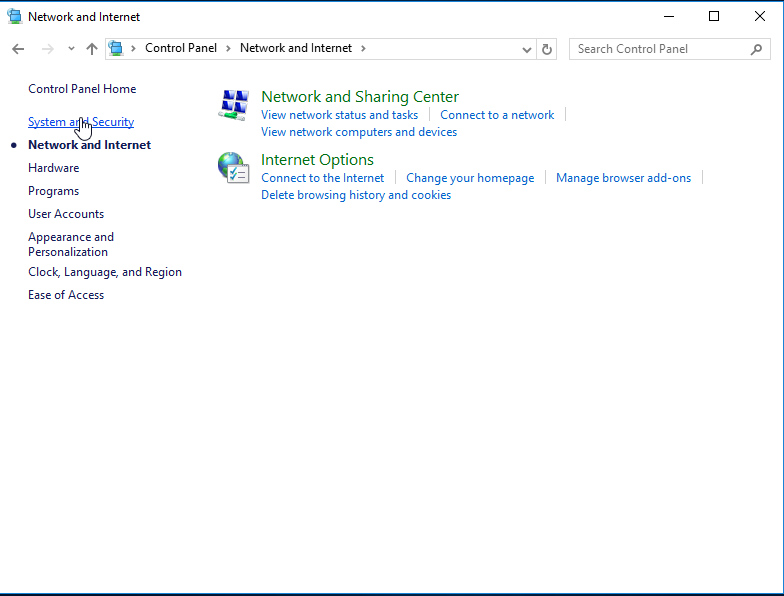 Network and Internet
Control Panel > Network and Internet >
Search Control Panel
Control Panel Home
System and Security
Network and Internet
Hardware
Programs
User Accounts
Appearance and
Personalization
Clock, Language, and Region
Ease of Access
Network and Sharing Center
View network status and tasks
Connect to a network
View network computers and devices
Internet Options
Connect to the Internet
Change your homepage
Manage browser add-ons
Delete browsing history and cookies